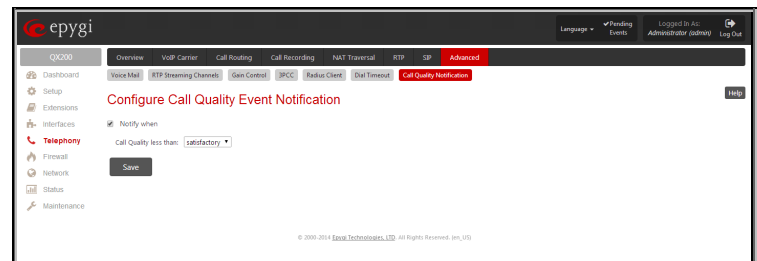 epygi
Language
Pending Events
Logged In As:
Administrator (admin)
Log Out
QX200
Overview VoIP Carrier Call Routing Call Recording NAT Traversal RTP SIP Advanced
Dashboard
Setup
Extensions
Interfaces
Telephony
Firewall
Network
Status
Maintenance
Voice Mail RTP Streaming Channels Gain Control 3PCC Radius Client Dial Timeout Call Quality Notification
Configure Call Quality Event Notification
Help
Notify when
Call Quality less than: satisfactory
Save
© 2000-2014 Epygi Technologies, LTD. All Rights Reserved. (en_US)